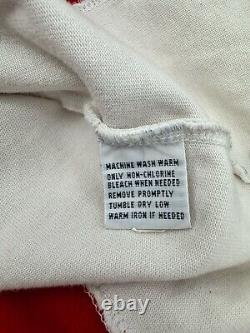 MACHINE WASH WARM
ONLY NON-CHLORINE
BLEACH WHEN NEEDED
REMOVE PROMPTLY
TUMBLE DRY LOW
WARM IRON IF NEEDED